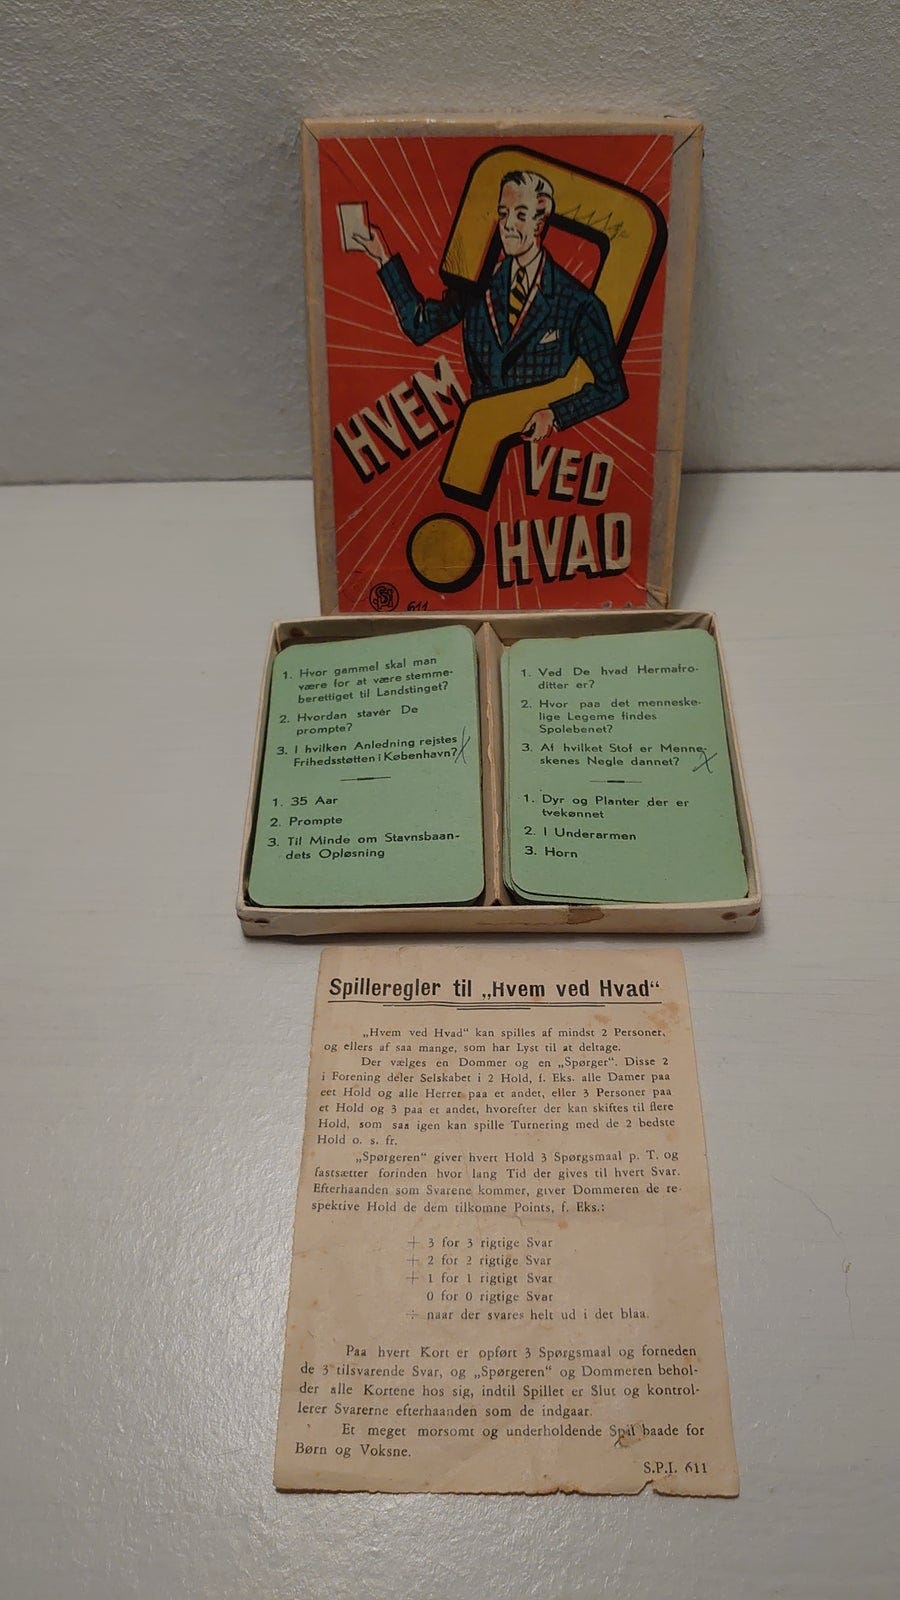 HVEM
VED
HVAD
SPI
611
1. Hvor gammel skal man
være for at være stemme-
berettiget til Landstinget?
2. Hvordan staver De
prompte?
3. I hvilken Anledning rejstes
Frihedsstøtten i København?
1. 35 Aar
2. Prompte
3. Til Minde om Stavnsbaan-
dets Opløsning
1. Ved De hvad Hermafro-
ditter er?
2. Hvor paa det menneske-
lige Legeme findes
Spolebenet?
3. Af hvilket Stof er Menne-
skenes Negle dannet?
1. Dyr og Planter der er
tvekønnet
2. I Underarmen
3. Horn
Spilleregler til „Hvem ved Hvad“
„Hvem ved Hvad“ kan spilles af mindst 2 Personer,
og ellers af saa mange, som har Lyst til at deltage.
Der vælges en Dommer og en „Spørger“. Disse 2
i Forening deler Selskabet i 2 Hold, f. Eks. alle Damer paa
eet Hold og alle Herrer paa et andet, eller 3 Personer paa
et Hold og 3 paa et andet, hvorefter der kan skiftes til flere
Hold, som saa igen kan spille Turnering med de 2 bedste
Hold o. s. fr.
„Spørgeren“ giver hvert Hold 3 Spørgsmaal p. T. og
fastsætter forinden hvor lang Tid der gives til hvert Svar.
Efterhaanden som Svarene kommer, giver Dommeren de re-
spektive Hold de dem tilkomne Points, f. Eks.:
+ 3 for 3 rigtige Svar
+ 2 for 2 rigtige Svar
+ 1 for 1 rigtigt Svar
0 for 0 rigtige Svar
÷ naar der svares helt ud i det blaa.
Paa hvert Kort er opført 3 Spørgsmaal og forneden
de 3 tilsvarende Svar, og „Spørgeren“ og Dommeren behol-
der alle Kortene hos sig, indtil Spillet er Slut og kontrol-
lerer Svarerne efterhaanden som de indgaar.
Et meget morsomt og underholdende Spil baade for
Børn og Voksne.
S.P.I. 611